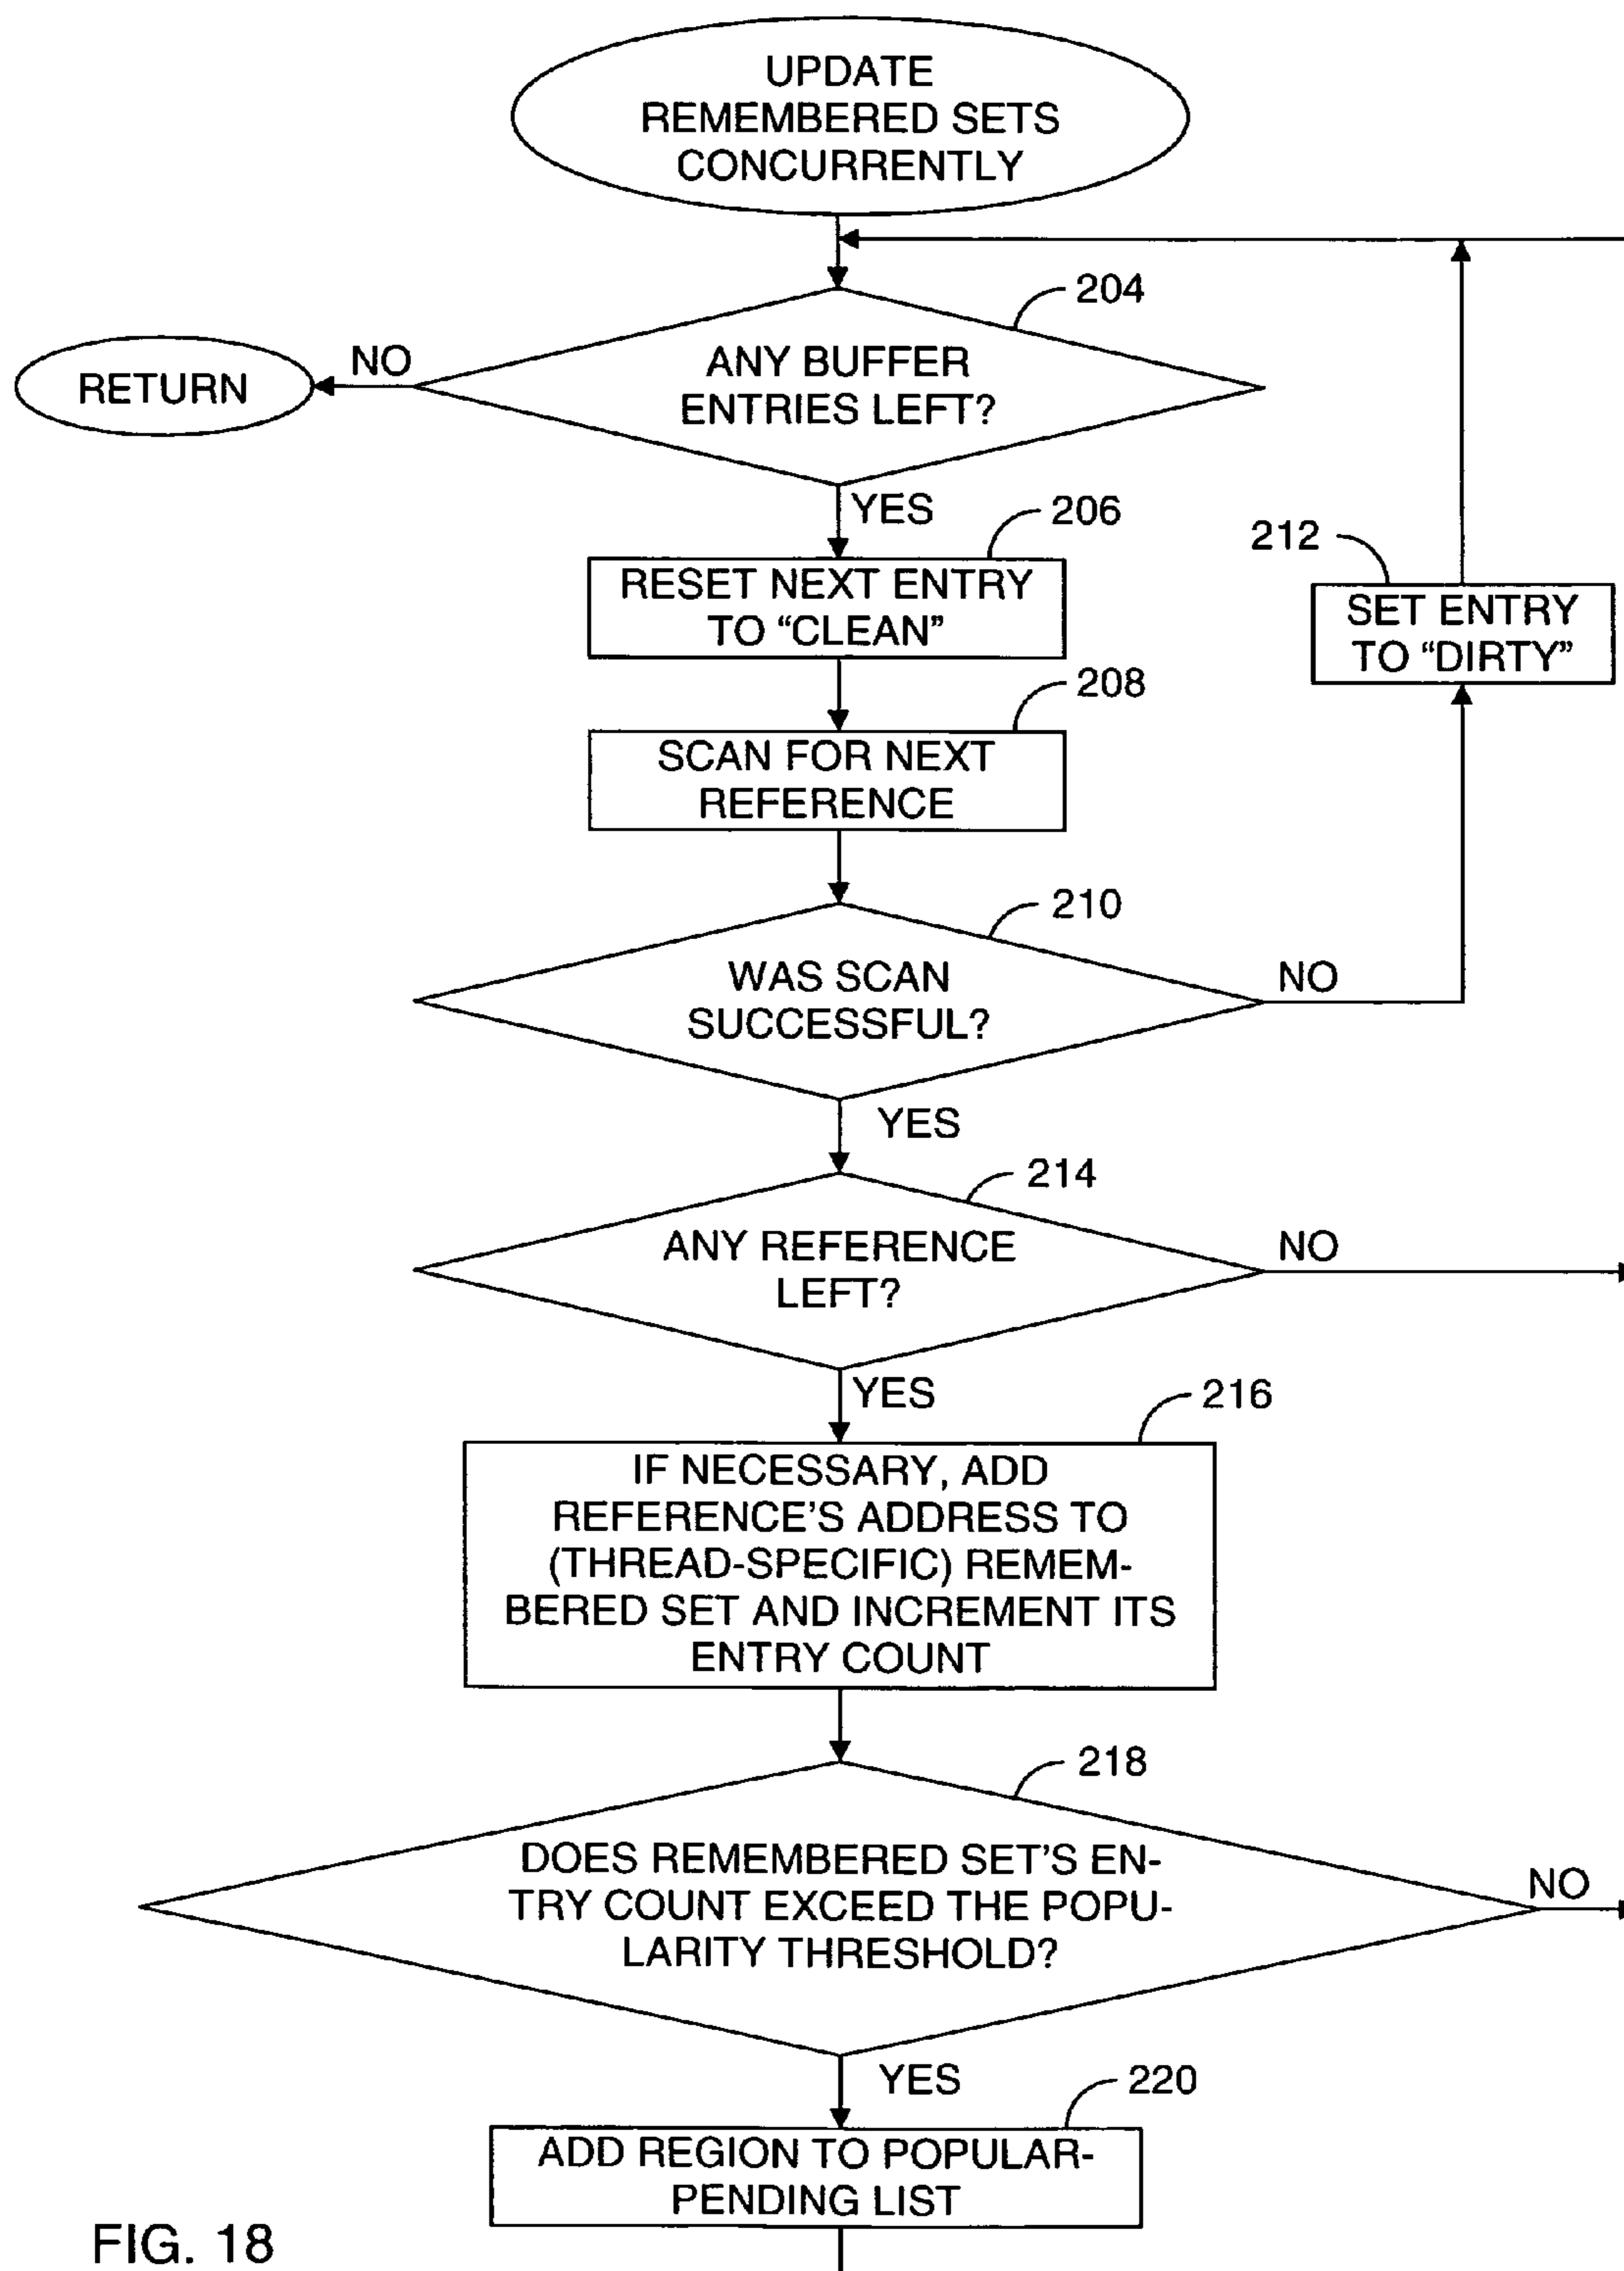 UPDATE
REMEMBERED SETS
CONCURRENTLY
204
NO
RETURN
ANY BUFFER
ENTRIES LEFT?
YES
206
RESET NEXT ENTRY
TO “CLEAN”
212
SET ENTRY
TO “DIRTY”
208
SCAN FOR NEXT
REFERENCE
210
WAS SCAN
SUCCESSFUL?
NO
YES
214
ANY REFERENCE
LEFT?
NO
YES
216
IF NECESSARY, ADD
REFERENCE'S ADDRESS TO
(THREAD-SPECIFIC) REMEM-
BERED SET AND INCREMENT ITS
ENTRY COUNT
218
DOES REMEMBERED SET'S EN-
TRY COUNT EXCEED THE POPU-
LARITY THRESHOLD?
NO
YES
220
ADD REGION TO POPULAR-
PENDING LIST
FIG. 18